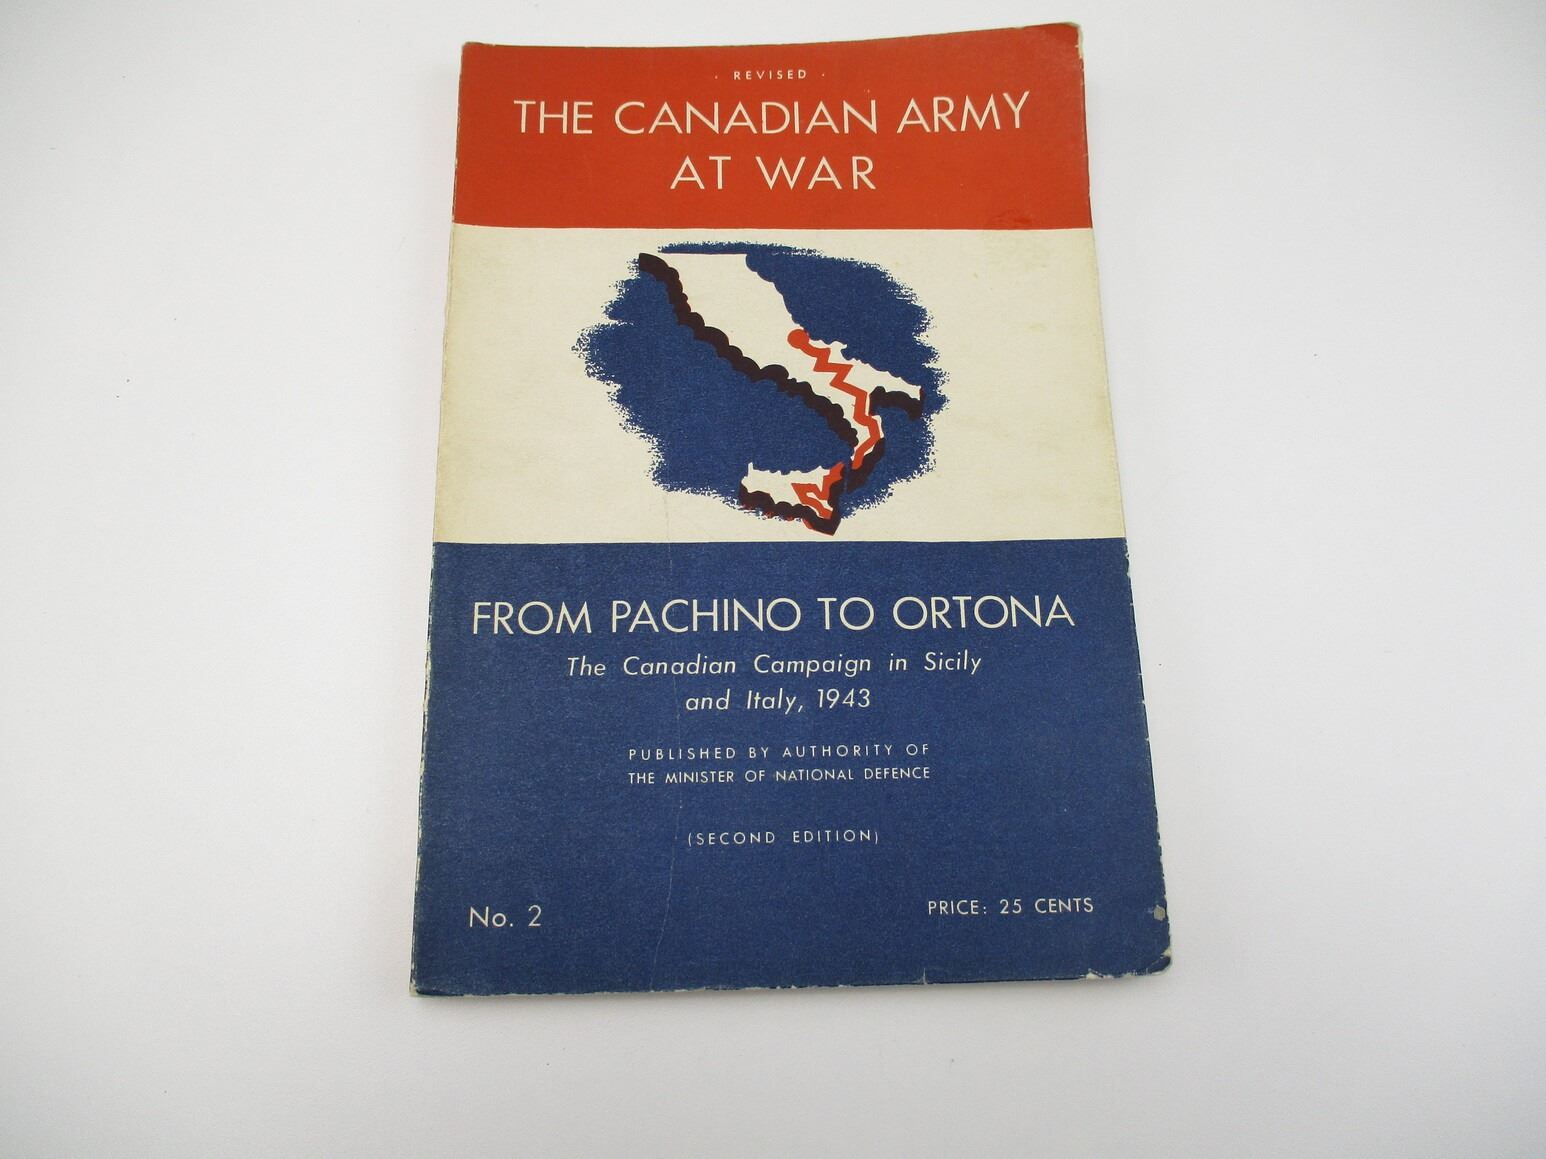 · REVISED ·
THE CANADIAN ARMY
AT WAR
FROM PACHINO TO ORTONA
The Canadian Campaign in Sicily
and Italy, 1943
PUBLISHED BY AUTHORITY OF
THE MINISTER OF NATIONAL DEFENCE
(SECOND EDITION)
No. 2
PRICE: 25 CENTS